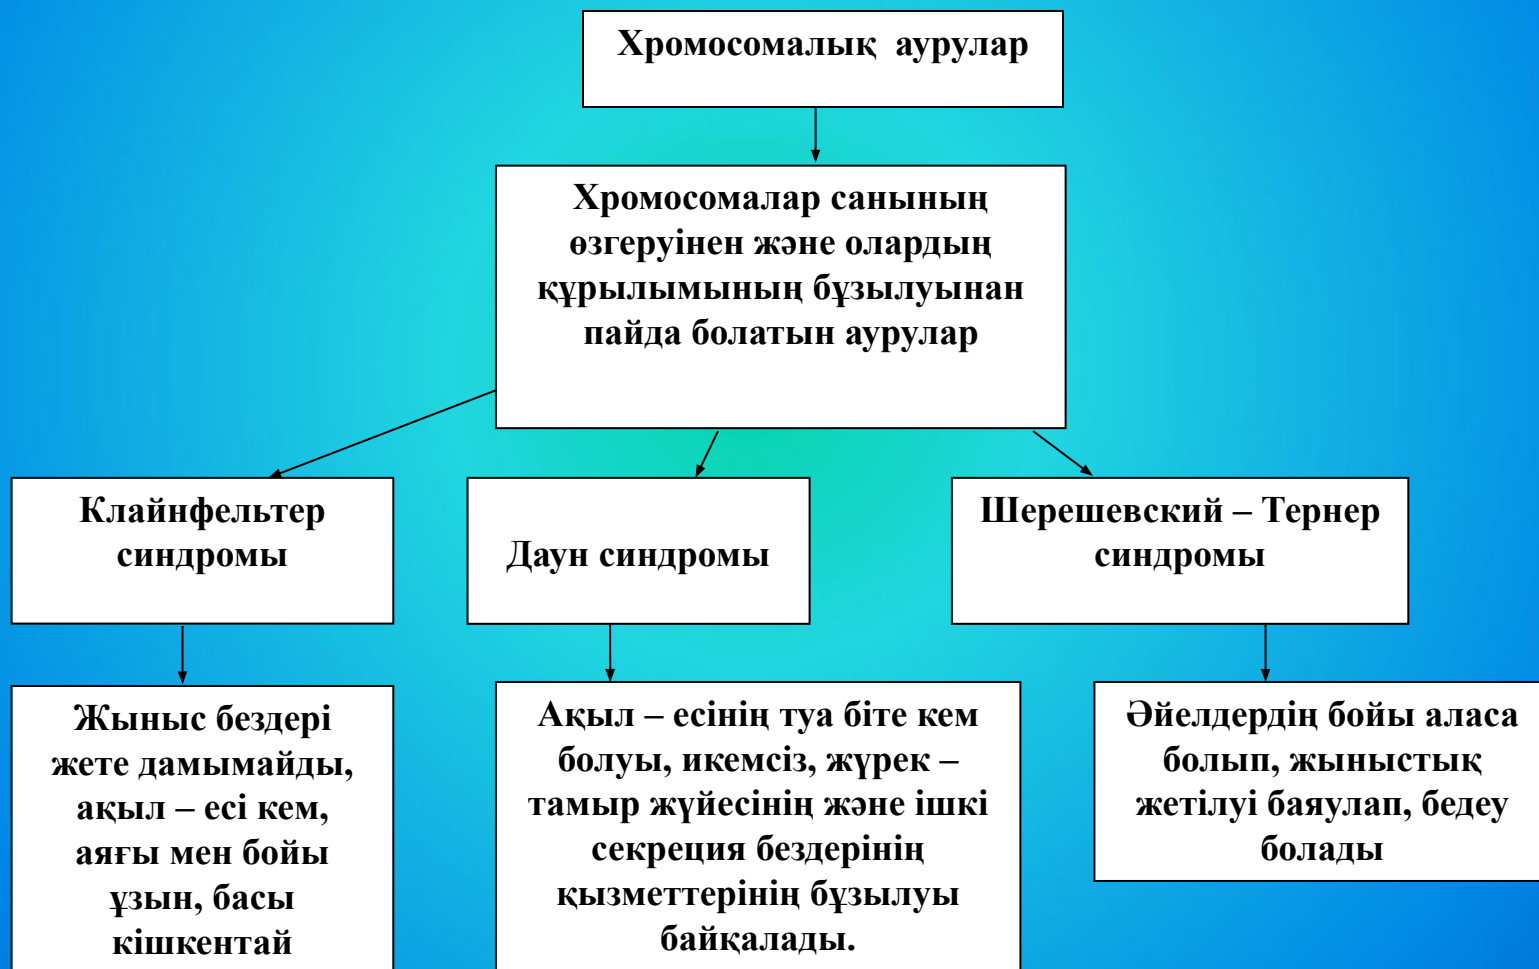 Хромосомалық аурулар
Хромосомалар санының
өзгеруінен және олардың
құрылымының бұзылуынан
пайда болатын аурулар
Клайнфельтер
синдромы
Даун синдромы
Шерешевский – Тернер
синдромы
Жыныс бездері
жете дамымайды,
ақыл – есі кем,
аяғы мен бойы
ұзын, басы
кішкентай
Ақыл – есінің туа біте кем
болуы, икемсіз, жүрек –
тамыр жүйесінің және ішкі
секреция бездерінің
қызметтерінің бұзылуы
байқалады.
Әйелдердің бойы аласа
болып, жыныстық
жетілуі баяулап, бедеу
болады